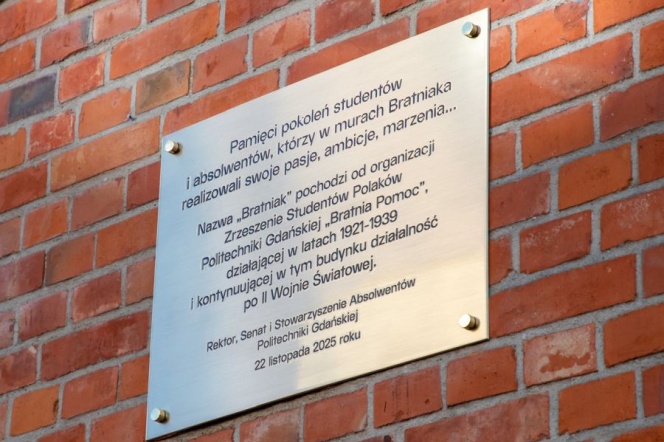 Pamięci pokoleń studentów
i absolwentów, którzy w murach Bratniaka
realizowali swoje pasje, ambicje, marzenia...
Nazwa „Bratniak” pochodzi od organizacji
Zrzeszenie Studentów Polaków
Politechniki Gdańskiej „Bratnia Pomoc”,
działającej w latach 1921-1939
i kontynuującej w tym budynku działalność
po II Wojnie Światowej.
Rektor, Senat i Stowarzyszenie Absolwentów
Politechniki Gdańskiej
22 listopada 2025 roku